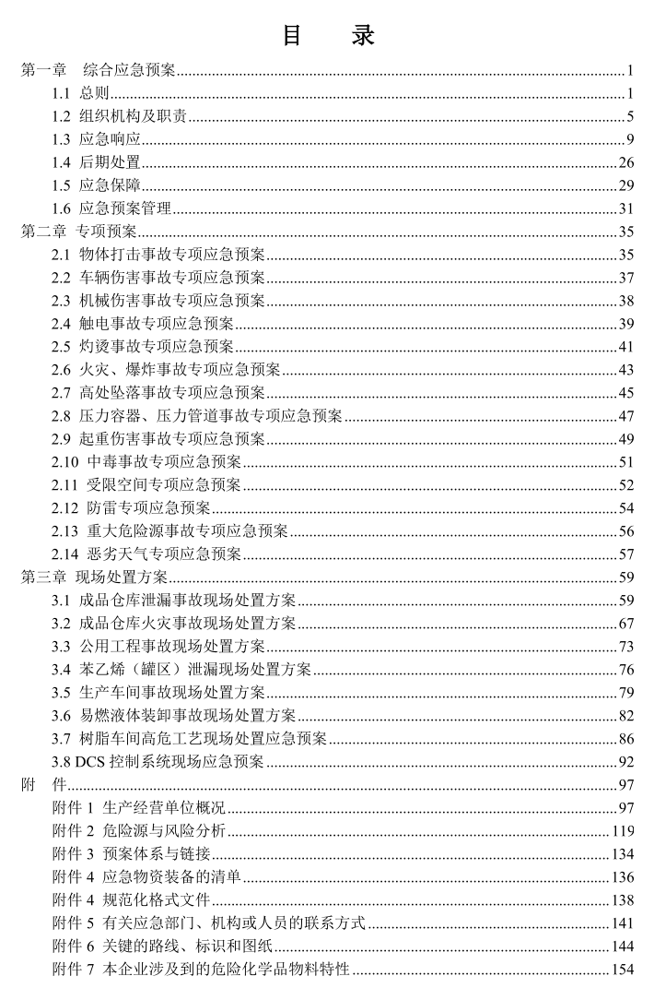 目 录
第一章 综合应急预案........1
1.1 总则........1
1.2 组织机构及职责........5
1.3 应急响应........9
1.4 后期处置........26
1.5 应急保障........29
1.6 应急预案管理........31
第二章 专项预案........35
2.1 物体打击事故专项应急预案........35
2.2 车辆伤害事故专项应急预案........37
2.3 机械伤害事故专项应急预案........38
2.4 触电事故专项应急预案........39
2.5 灼烫事故专项应急预案........41
2.6 火灾、爆炸事故专项应急预案........43
2.7 高处坠落事故专项应急预案........45
2.8 压力容器、压力管道事故专项应急预案........47
2.9 起重伤害事故专项应急预案........49
2.10 中毒事故专项应急预案........51
2.11 受限空间专项应急预案........52
2.12 防雷专项应急预案........54
2.13 重大危险源事故专项应急预案........56
2.14 恶劣天气专项应急预案........57
第三章 现场处置方案........59
3.1 成品仓库泄漏事故现场处置方案........59
3.2 成品仓库火灾事故现场处置方案........67
3.3 公用工程事故现场处置方案........73
3.4 苯乙烯（罐区）泄漏现场处置方案........76
3.5 生产车间事故现场处置方案........79
3.6 易燃液体装卸事故现场处置方案........82
3.7 树脂车间高危工艺现场处置应急预案........86
3.8 DCS 控制系统现场应急预案........92
附 件........97
附件 1 生产经营单位概况........97
附件 2 危险源与风险分析........119
附件 3 预案体系与链接........134
附件 4 应急物资装备的清单........136
附件 4 规范化格式文件........138
附件 5 有关应急部门、机构或人员的联系方式........141
附件 6 关键的路线、标识和图纸........144
附件 7 本企业涉及到的危险化学品物料特性........154